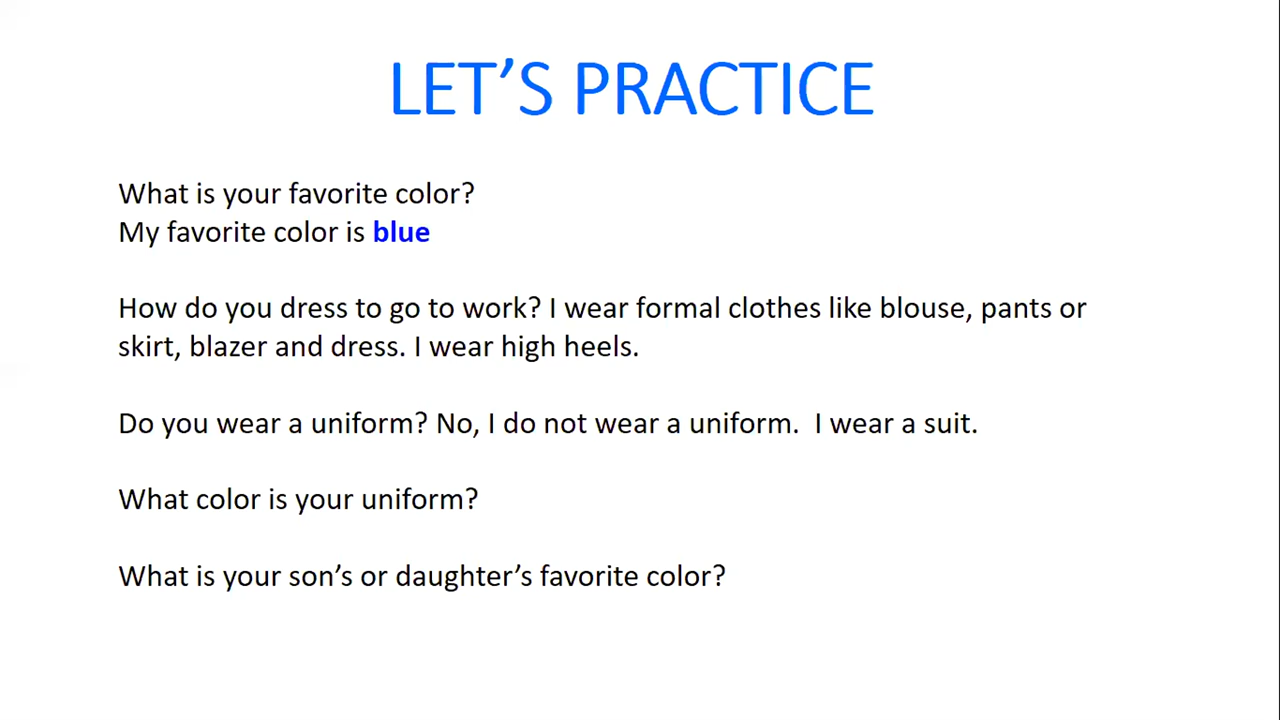 LET’S PRACTICE
What is your favorite color?
My favorite color is blue
How do you dress to go to work? I wear formal clothes like blouse, pants or
skirt, blazer and dress. I wear high heels.
Do you wear a uniform? No, I do not wear a uniform.  I wear a suit.
What color is your uniform?
What is your son’s or daughter’s favorite color?